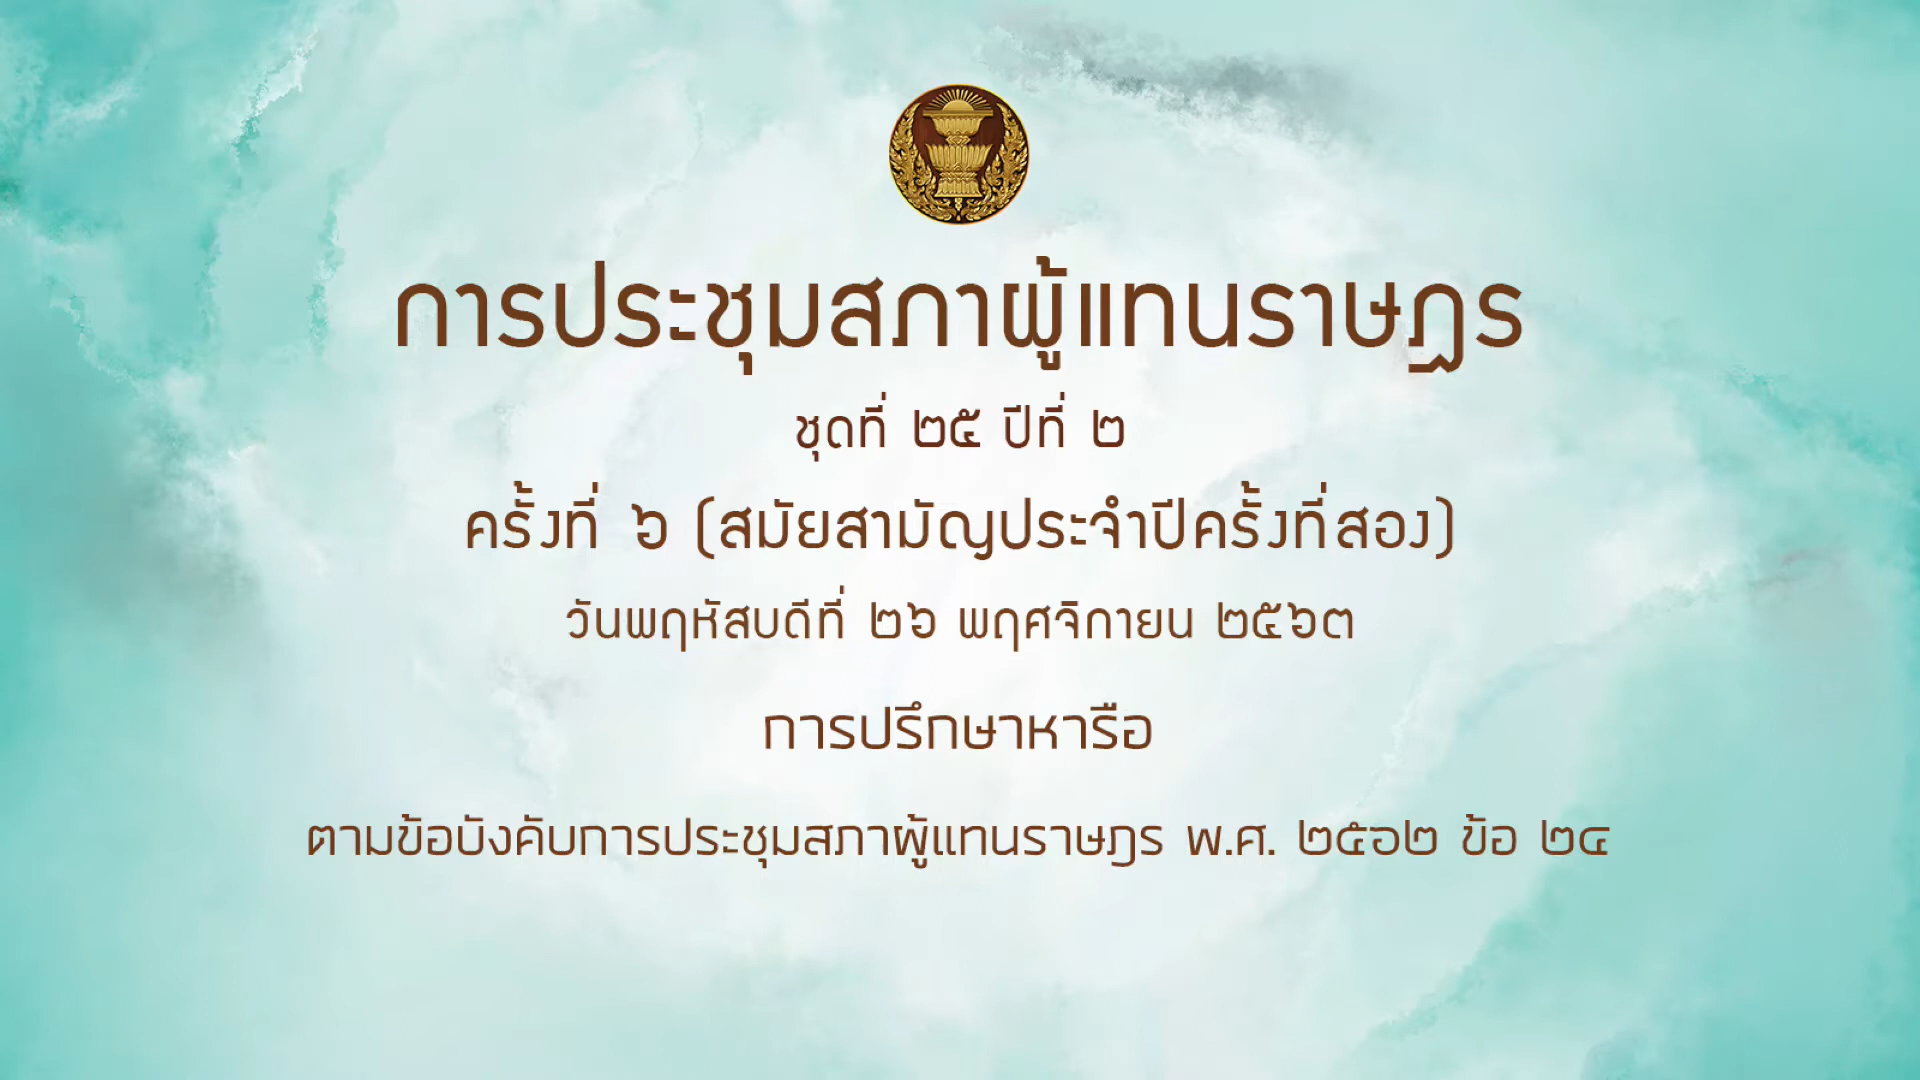 การประชุมสภาผู้แทนราษฎร
ชุดที่ ๒๕ ปีที่ ๒
ครั้งที่ ๖ (สมัยสามัญประจำปีครั้งที่สอง)
วันพฤหัสบดีที่ ๒๖ พฤศจิกายน ๒๕๖๓
การปรึกษาหารือ
ตามข้อบังคับการประชุมสภาผู้แทนราษฎร พ.ศ. ๒๕๖๒ ข้อ ๒๔